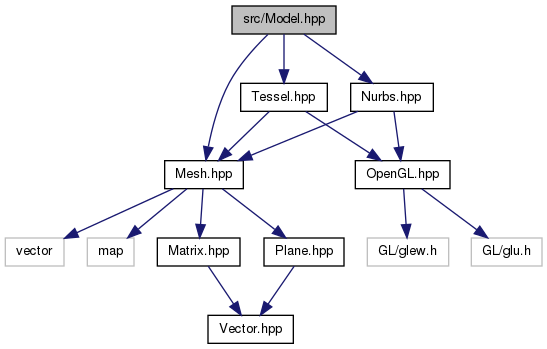 src/Model.hpp
Tessel.hpp
Nurbs.hpp
Mesh.hpp
OpenGL.hpp
vector
map
Matrix.hpp
Plane.hpp
GL/glew.h
GL/glu.h
Vector.hpp